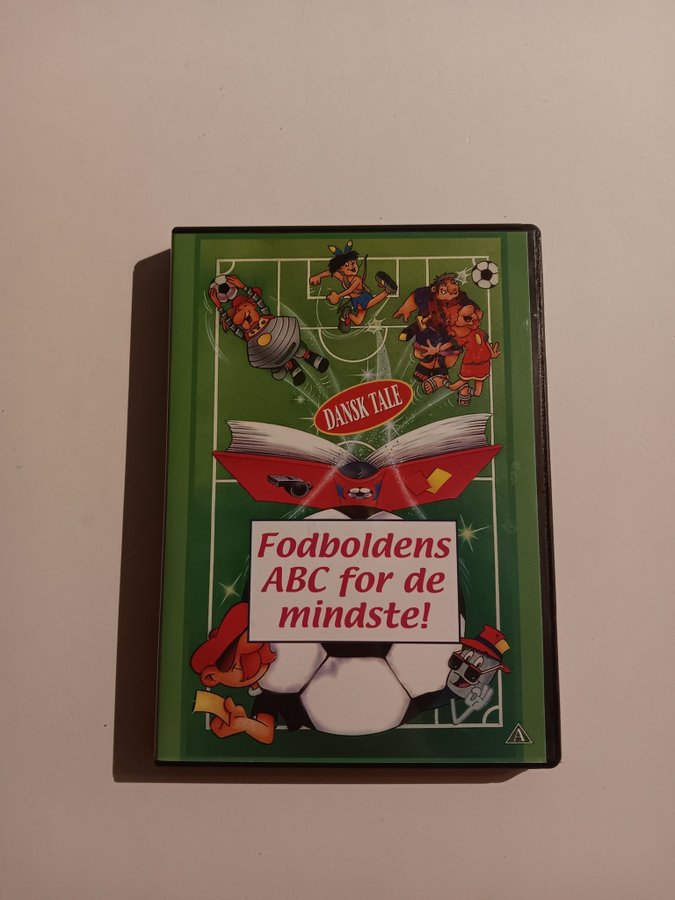 DANSK TALE
Fodboldens
ABC for de
mindste!
A